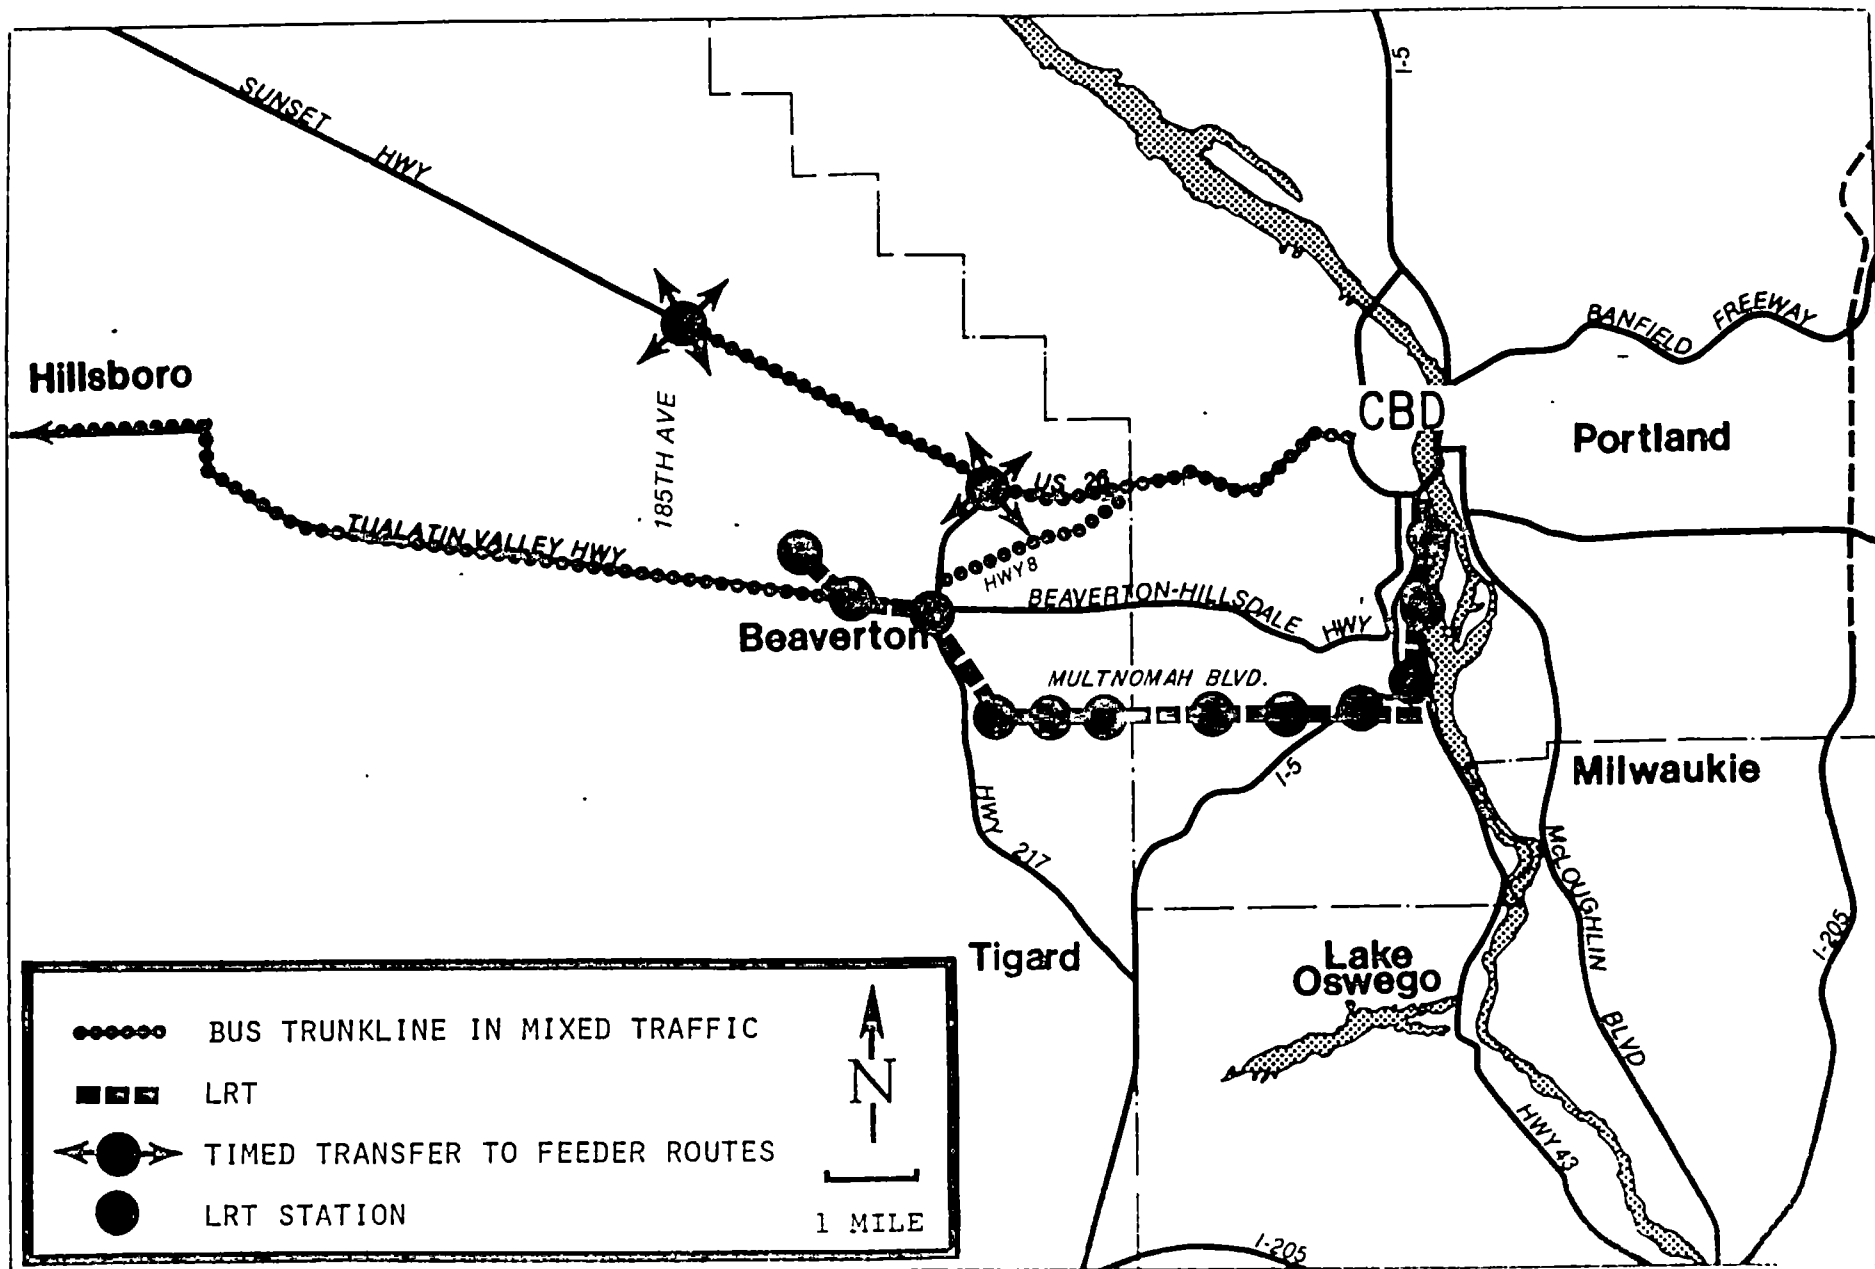 I-5
SUNSET HWY
BANFIELD FREEWAY
Hillsboro
185TH AVE
CBD
Portland
US 26
TUALATIN VALLEY HWY
HWY 8
BEAVERTON-HILLSDALE HWY
Beaverton
MULTNOMAH BLVD.
I-5
Milwaukie
HWY 217
McLOUGHLIN BLVD
I-205
Tigard
Lake
Oswego
HWY 43
I-205
BUS TRUNKLINE IN MIXED TRAFFIC
LRT
TIMED TRANSFER TO FEEDER ROUTES
LRT STATION
N
1 MILE